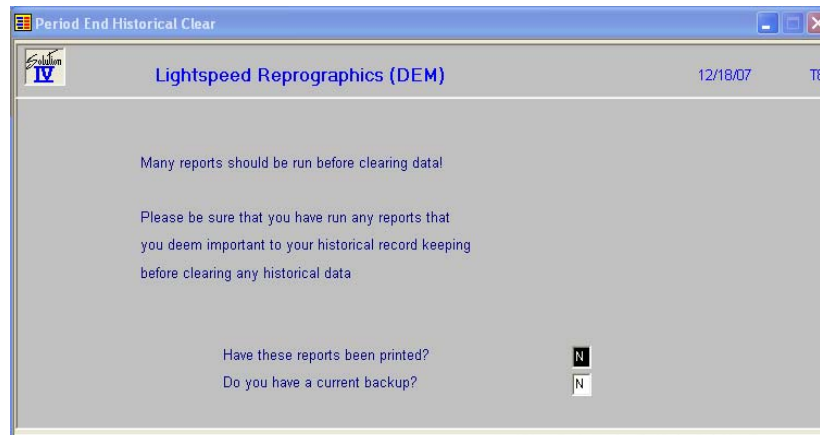 Period End Historical Clear
Solution
IV
Lightspeed Reprographics (DEM)
12/18/07
Many reports should be run before clearing data!
Please be sure that you have run any reports that
you deem important to your historical record keeping
before clearing any historical data
Have these reports been printed? N
Do you have a current backup? N